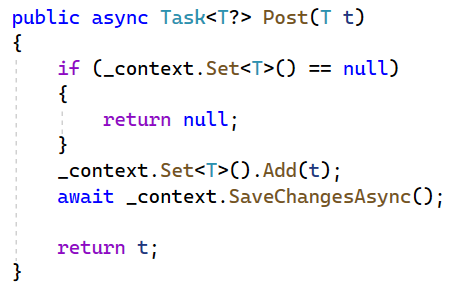 public async Task<T?> Post(T t)
{
    if (_context.Set<T>() == null)
    {
        return null;
    }
    _context.Set<T>().Add(t);
    await _context.SaveChangesAsync();

    return t;
}